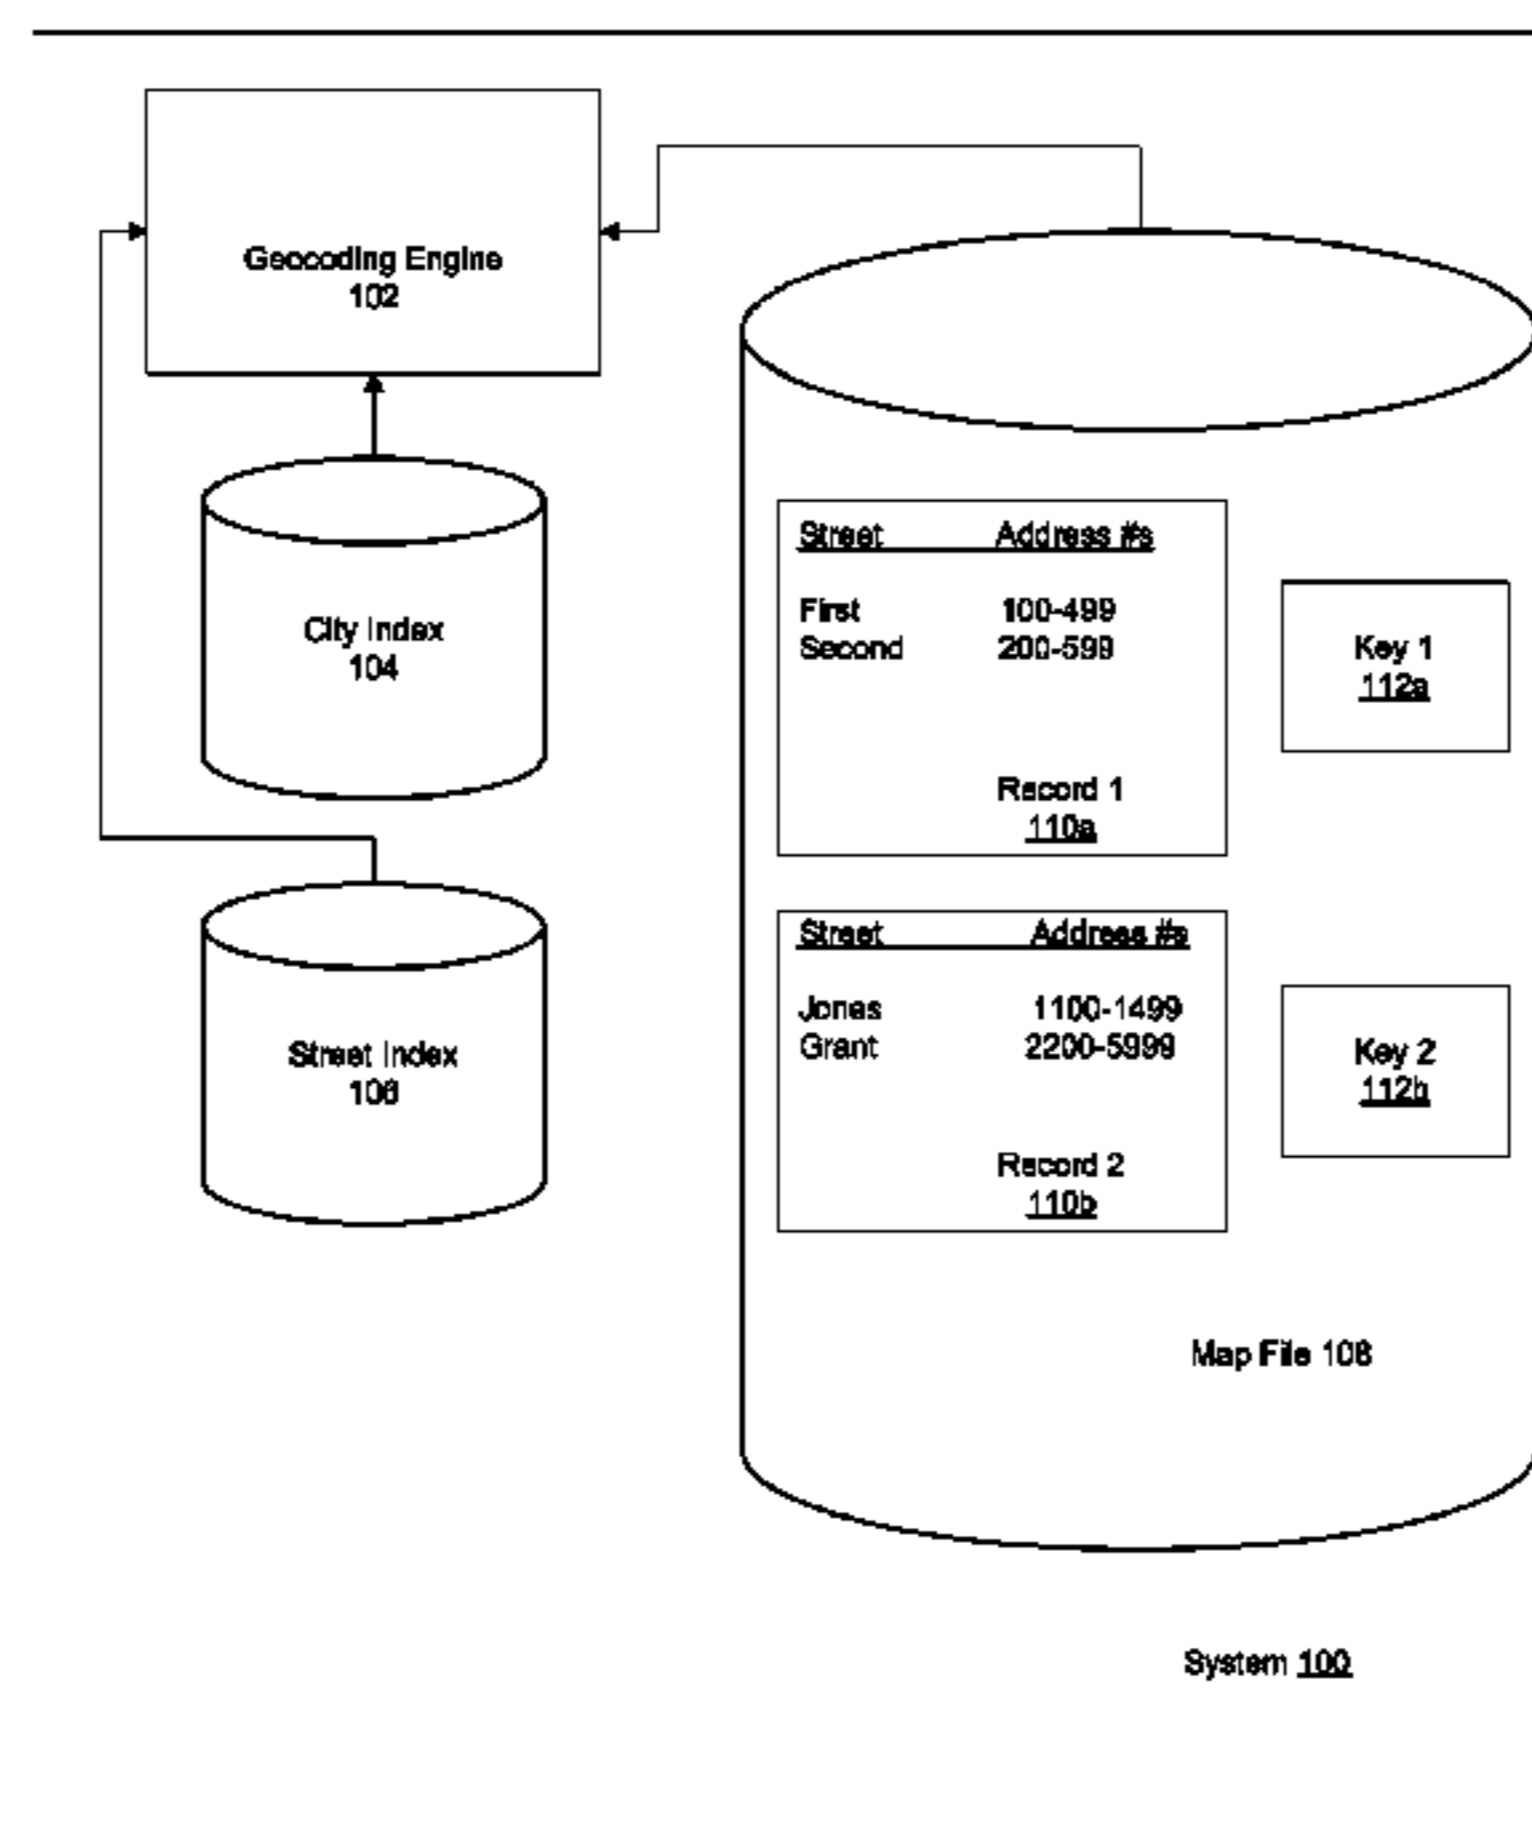 Geocoding Engine
102
City Index
104
Street Index
106
Street Address #s
First 100-499
Second 200-599
Record 1
110a
Key 1
112a
Street Address #s
Jones 1100-1499
Grant 2200-5999
Record 2
110b
Key 2
112b
Map File 108
System 100